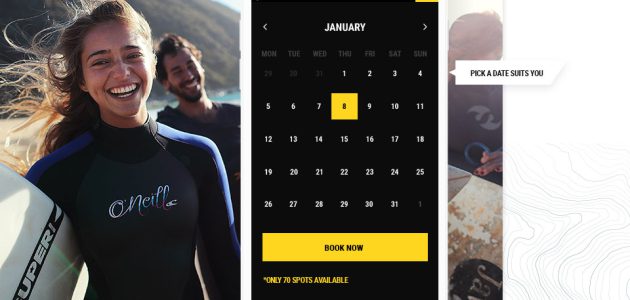 O'Neill
SUPER!
JANUARY
MON TUE WED THU FRI SAT SUN
29 30 31 1 2 3 4
5 6 7 8 9 10 11
12 13 14 15 16 17 18
19 20 21 22 23 24 25
26 27 28 29 30 31 1
BOOK NOW
*ONLY 70 SPOTS AVAILABLE
PICK A DATE SUITS YOU